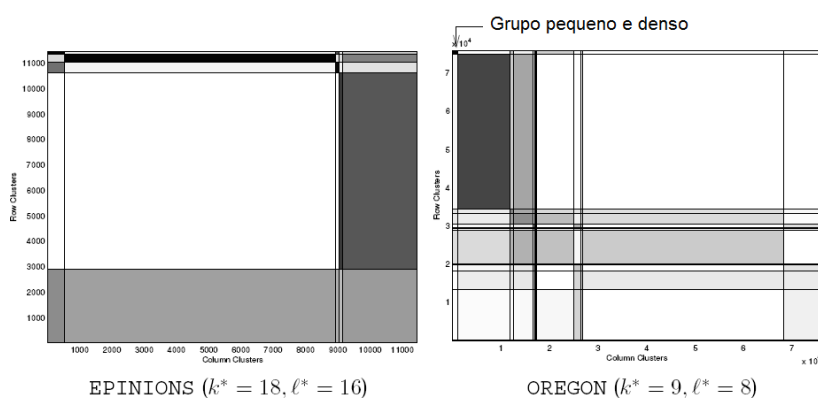 Grupo pequeno e denso
11000
10000
9000
8000
7000
6000
5000
4000
3000
2000
1000
Row Clusters
1000 2000 3000 4000 5000 6000 7000 8000 9000 10000 11000
Column Clusters
EPINIONS (k* = 18, ℓ* = 16)
x 10⁴
7
6
5
4
3
2
1
Row Clusters
1 2 3 4 5 6 7
Column Clusters
x 10
OREGON (k* = 9, ℓ* = 8)